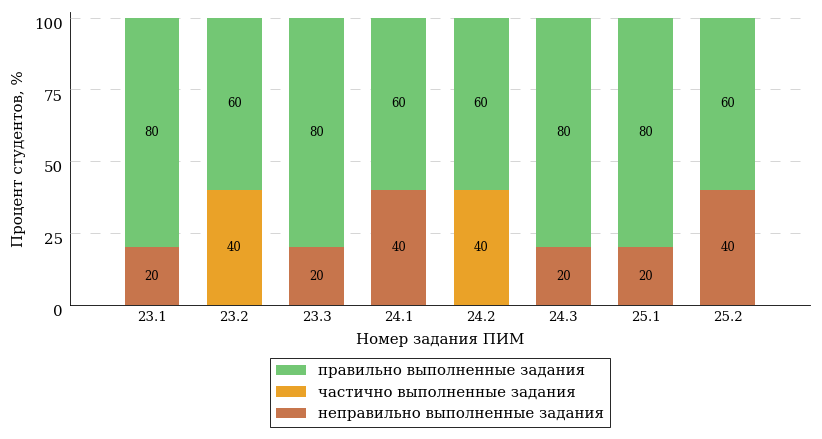 100
75
50
25
0
Процент студентов, %
80 60 80 60 60 80 80 60
20 40 20 40 40 20 20 40
23.1 23.2 23.3 24.1 24.2 24.3 25.1 25.2
Номер задания ПИМ
правильно выполненные задания
частично выполненные задания
неправильно выполненные задания